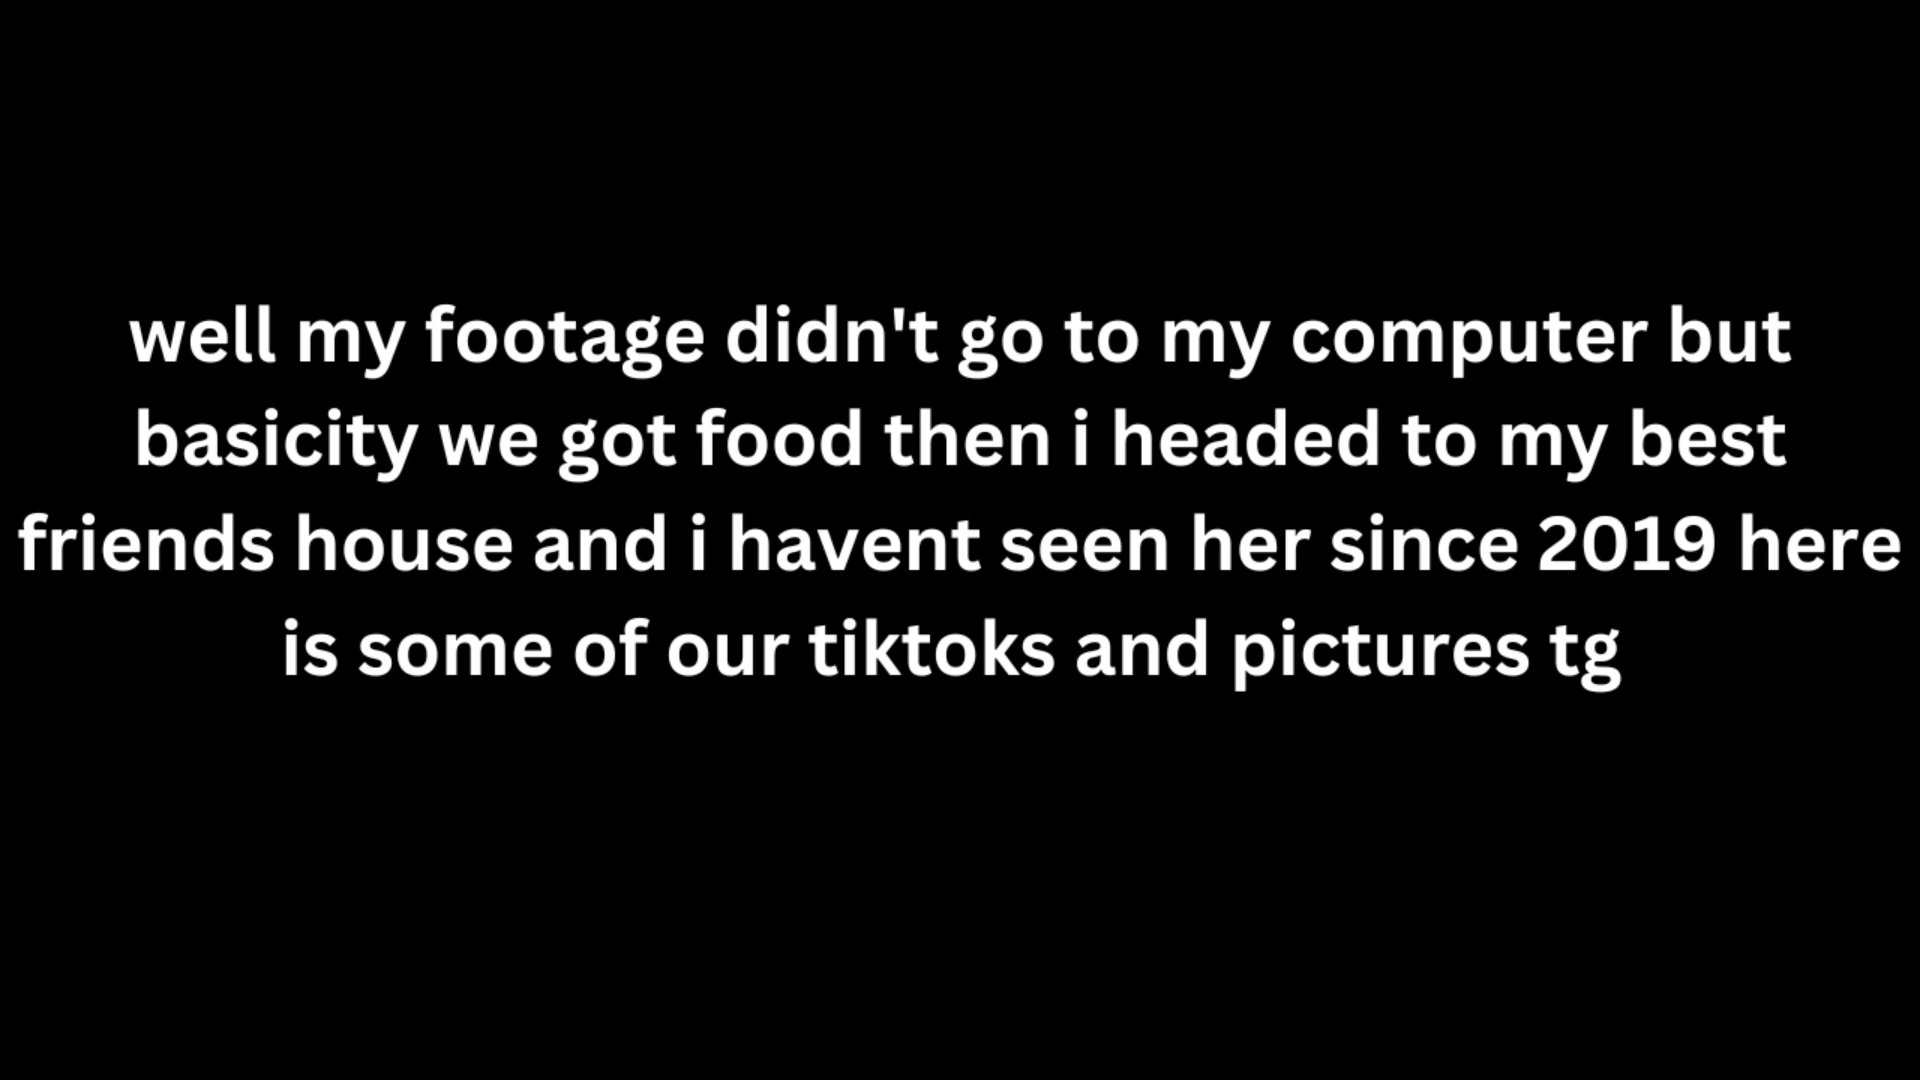 well my footage didn't go to my computer but
basicity we got food then i headed to my best
friends house and i havent seen her since 2019 here
is some of our tiktoks and pictures tg